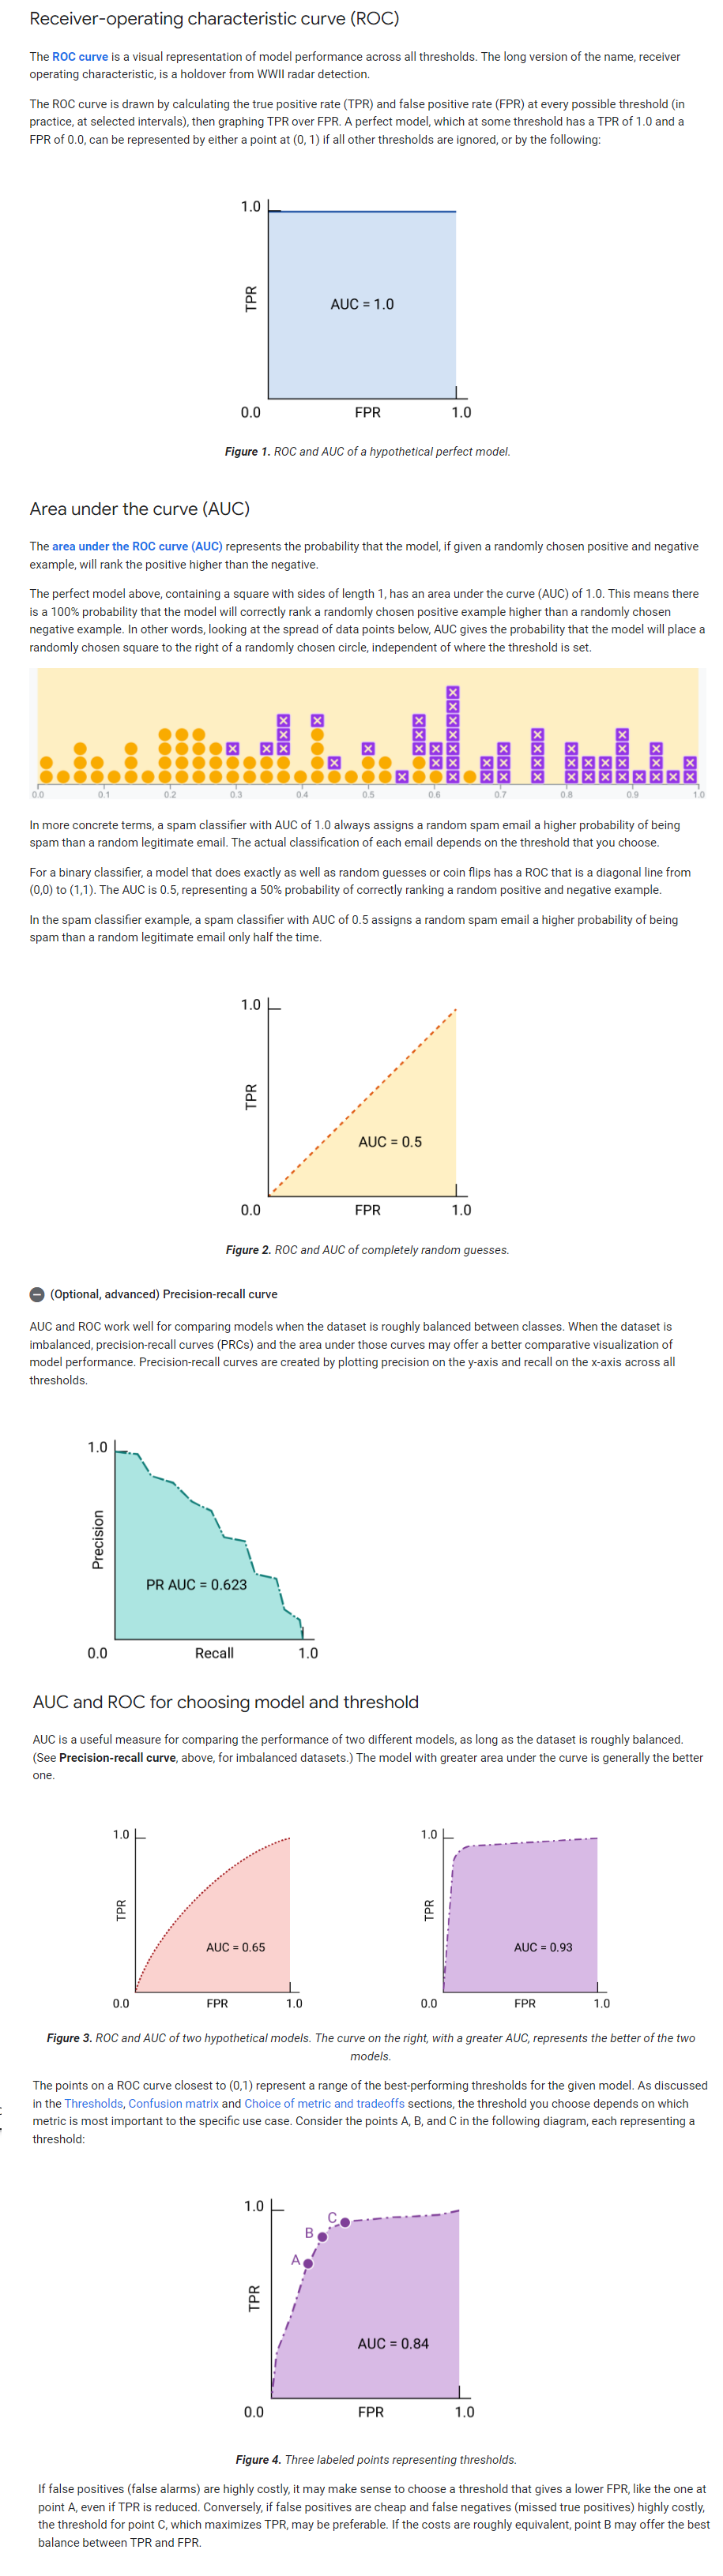 Receiver-operating characteristic curve (ROC)
The ROC curve is a visual representation of model performance across all thresholds. The long version of the name, receiver
operating characteristic, is a holdover from WWII radar detection.
The ROC curve is drawn by calculating the true positive rate (TPR) and false positive rate (FPR) at every possible threshold (in
practice, at selected intervals), then graphing TPR over FPR. A perfect model, which at some threshold has a TPR of 1.0 and a
FPR of 0.0, can be represented by either a point at (0, 1) if all other thresholds are ignored, or by the following:
1.0
TPR
AUC = 1.0
0.0 FPR 1.0
Figure 1. ROC and AUC of a hypothetical perfect model.
Area under the curve (AUC)
The area under the ROC curve (AUC) represents the probability that the model, if given a randomly chosen positive and negative
example, will rank the positive higher than the negative.
The perfect model above, containing a square with sides of length 1, has an area under the curve (AUC) of 1.0. This means there
is a 100% probability that the model will correctly rank a randomly chosen positive example higher than a randomly chosen
negative example. In other words, looking at the spread of data points below, AUC gives the probability that the model will place a
randomly chosen square to the right of a randomly chosen circle, independent of where the threshold is set.
0.0 0.1 0.2 0.3 0.4 0.5 0.6 0.7 0.8 0.9 1.0
In more concrete terms, a spam classifier with AUC of 1.0 always assigns a random spam email a higher probability of being
spam than a random legitimate email. The actual classification of each email depends on the threshold that you choose.
For a binary classifier, a model that does exactly as well as random guesses or coin flips has a ROC that is a diagonal line from
(0,0) to (1,1). The AUC is 0.5, representing a 50% probability of correctly ranking a random positive and negative example.
In the spam classifier example, a spam classifier with AUC of 0.5 assigns a random spam email a higher probability of being
spam than a random legitimate email only half the time.
1.0
TPR
AUC = 0.5
0.0 FPR 1.0
Figure 2. ROC and AUC of completely random guesses.
(Optional, advanced) Precision-recall curve
AUC and ROC work well for comparing models when the dataset is roughly balanced between classes. When the dataset is
imbalanced, precision-recall curves (PRCs) and the area under those curves may offer a better comparative visualization of
model performance. Precision-recall curves are created by plotting precision on the y-axis and recall on the x-axis across all
thresholds.
1.0
Precision
PR AUC = 0.623
0.0 Recall 1.0
AUC and ROC for choosing model and threshold
AUC is a useful measure for comparing the performance of two different models, as long as the dataset is roughly balanced.
(See Precision-recall curve, above, for imbalanced datasets.) The model with greater area under the curve is generally the better
one.
1.0
TPR
AUC = 0.65
0.0 FPR 1.0
1.0
TPR
AUC = 0.93
0.0 FPR 1.0
Figure 3. ROC and AUC of two hypothetical models. The curve on the right, with a greater AUC, represents the better of the two
models.
The points on a ROC curve closest to (0,1) represent a range of the best-performing thresholds for the given model. As discussed
in the Thresholds, Confusion matrix and Choice of metric and tradeoffs sections, the threshold you choose depends on which
metric is most important to the specific use case. Consider the points A, B, and C in the following diagram, each representing a
threshold:
1.0
C
B
A
TPR
AUC = 0.84
0.0 FPR 1.0
Figure 4. Three labeled points representing thresholds.
If false positives (false alarms) are highly costly, it may make sense to choose a threshold that gives a lower FPR, like the one at
point A, even if TPR is reduced. Conversely, if false positives are cheap and false negatives (missed true positives) highly costly,
the threshold for point C, which maximizes TPR, may be preferable. If the costs are roughly equivalent, point B may offer the best
balance between TPR and FPR.